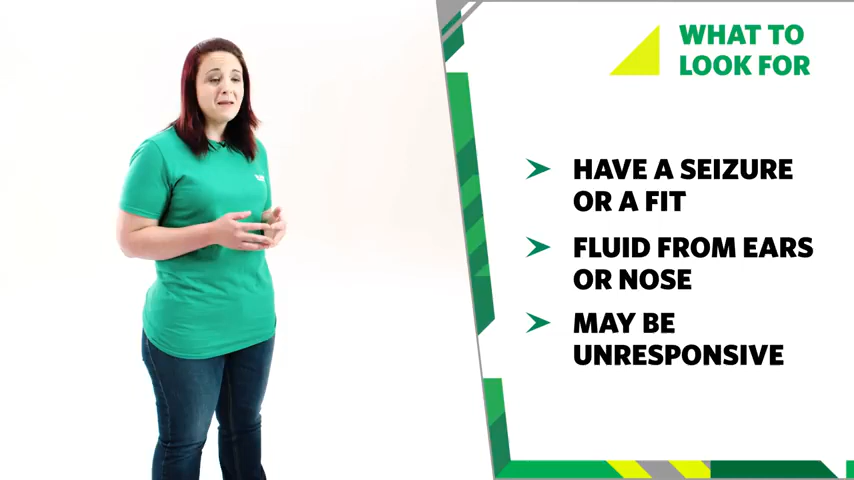 WHAT TO
LOOK FOR
HAVE A SEIZURE
OR A FIT
FLUID FROM EARS
OR NOSE
MAY BE
UNRESPONSIVE